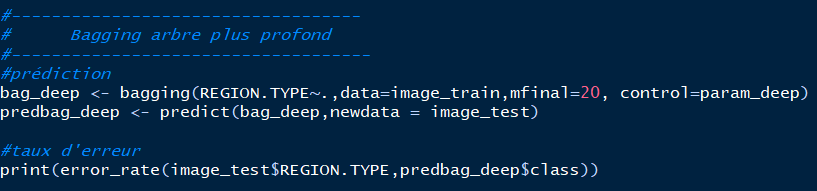 #-----------------------------------
#      Bagging arbre plus profond
#------------------------------------
#prédiction
bag_deep <- bagging(REGION.TYPE~.,data=image_train,mfinal=20, control=param_deep)
predbag_deep <- predict(bag_deep,newdata = image_test)
#taux d'erreur
print(error_rate(image_test$REGION.TYPE,predbag_deep$class))